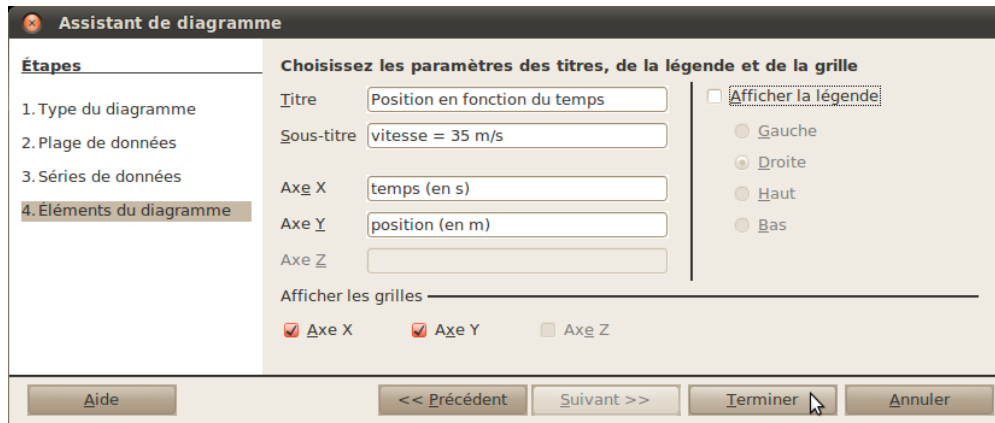 Assistant de diagramme
Étapes
1. Type du diagramme
2. Plage de données
3. Séries de données
4. Éléments du diagramme
Choisissez les paramètres des titres, de la légende et de la grille
Titre Position en fonction du temps
Sous-titre vitesse = 35 m/s
Axe X temps (en s)
Axe Y position (en m)
Axe Z
Afficher la légende
Gauche
Droite
Haut
Bas
Afficher les grilles
Axe X Axe Y Axe Z
Aide << Précédent Suivant >> Terminer Annuler